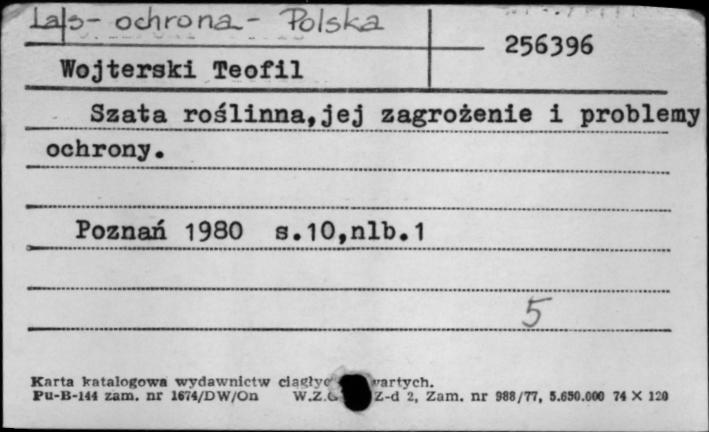 Las - ochrona - Polska
256396
Wojterski Teofil
Szata roślinna,jej zagrożenie i problemy
ochrony.
Poznań 1980 s.10,nlb.1
5
Karta katalogowa wydawnictw
Pu-B-144 zam. nr 1674/DW/On Z-d 2, Zam. nr 988/77, 5.650.000 74 X 120